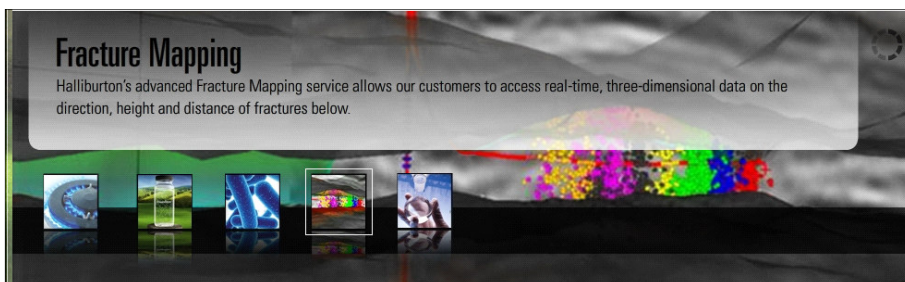 Fracture Mapping
Halliburton's advanced Fracture Mapping service allows our customers to access real-time, three-dimensional data on the
direction, height and distance of fractures below.